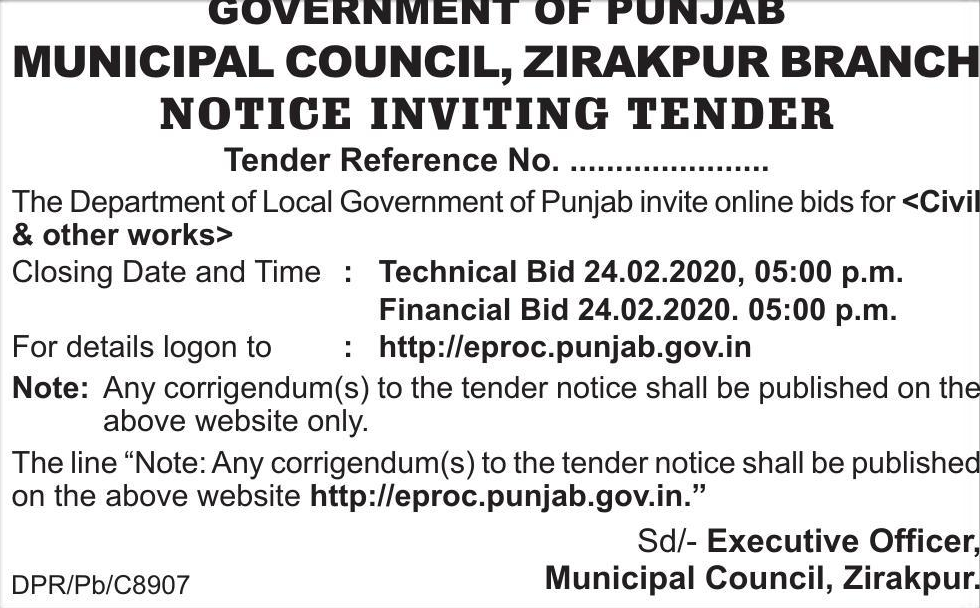 GOVERNMENT OF PUNJAB
MUNICIPAL COUNCIL, ZIRAKPUR BRANCH
NOTICE INVITING TENDER
Tender Reference No. ......................
The Department of Local Government of Punjab invite online bids for <Civil
& other works>
Closing Date and Time : Technical Bid 24.02.2020, 05:00 p.m.
Financial Bid 24.02.2020. 05:00 p.m.
For details logon to : http://eproc.punjab.gov.in
Note: Any corrigendum(s) to the tender notice shall be published on the
above website only.
The line “Note: Any corrigendum(s) to the tender notice shall be published
on the above website http://eproc.punjab.gov.in.”
Sd/- Executive Officer,
Municipal Council, Zirakpur.
DPR/Pb/C8907